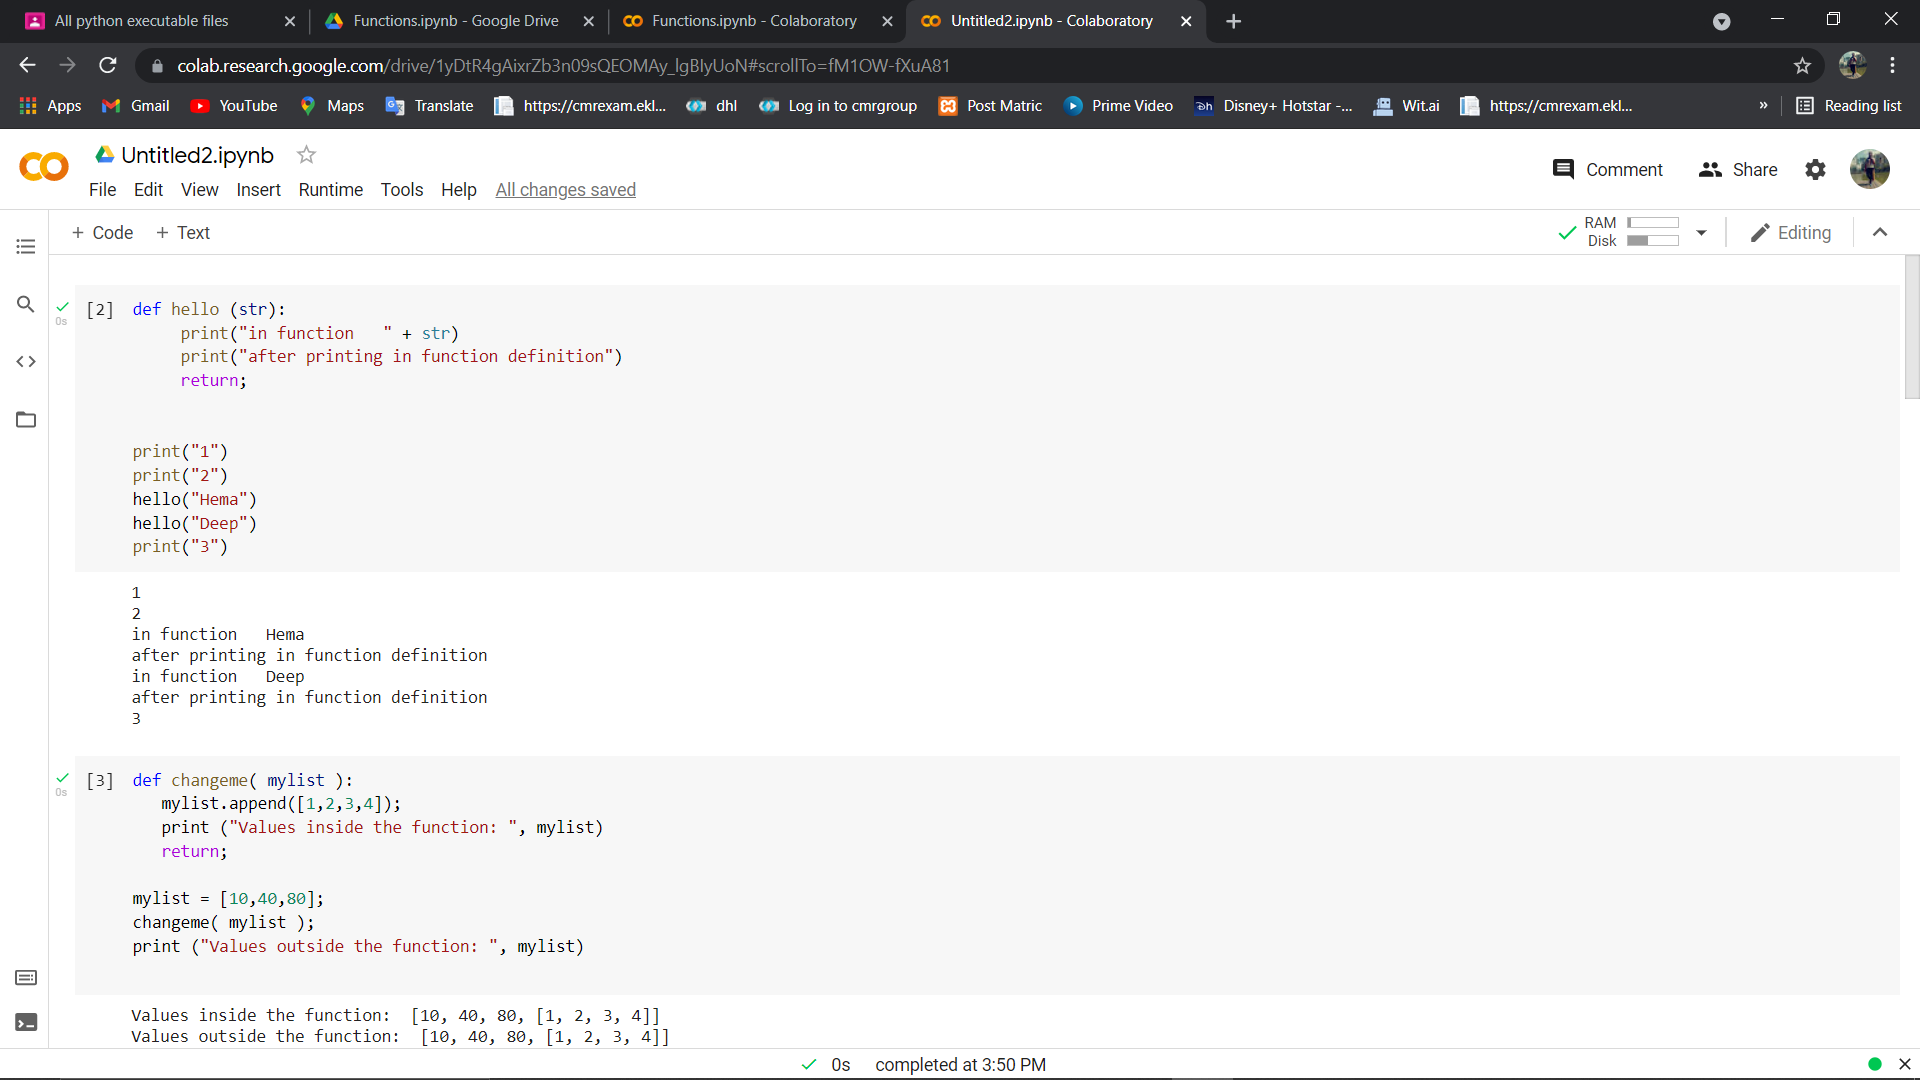 All python executable files
Functions.ipynb - Google Drive
Functions.ipynb - Colaboratory
Untitled2.ipynb - Colaboratory
colab.research.google.com/drive/1yDtR4gAixrZb3n09sQEOMAy_lgBlyUoN#scrollTo=fM1OW-fXuA81
Apps Gmail YouTube Maps Translate https://cmrexam.ekl... dhl Log in to cmrgroup Post Matric Prime Video Disney+ Hotstar -... Wit.ai https://cmrexam.ekl... » Reading list
Untitled2.ipynb
Comment Share
File Edit View Insert Runtime Tools Help All changes saved
+ Code + Text
RAM
Disk
Editing
[2] def hello (str):
0s
print("in function   " + str)
print("after printing in function definition")
return;
print("1")
print("2")
hello("Hema")
hello("Deep")
print("3")
1
2
in function   Hema
after printing in function definition
in function   Deep
after printing in function definition
3
[3] def changeme( mylist ):
0s
mylist.append([1,2,3,4]);
print ("Values inside the function: ", mylist)
return;
mylist = [10,40,80];
changeme( mylist );
print ("Values outside the function: ", mylist)
Values inside the function:  [10, 40, 80, [1, 2, 3, 4]]
Values outside the function:  [10, 40, 80, [1, 2, 3, 4]]
0s completed at 3:50 PM